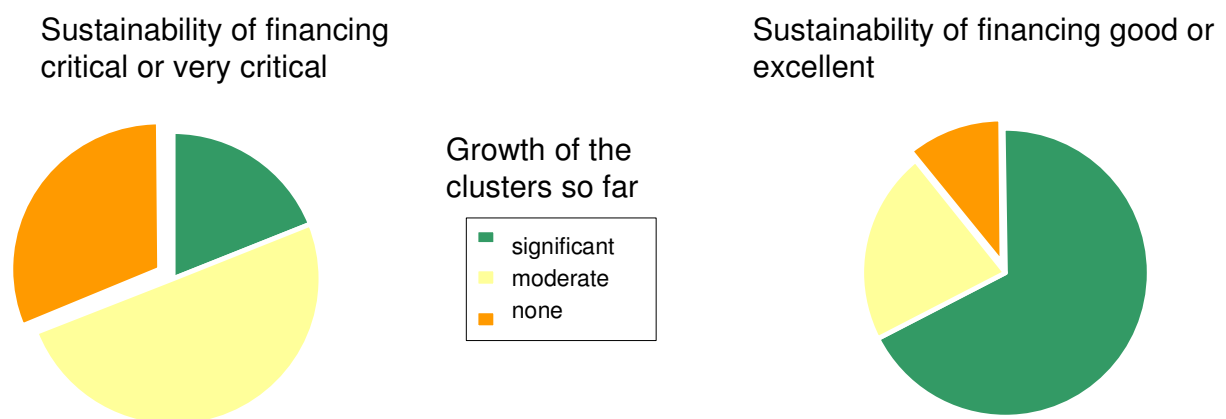 Sustainability of financing
critical or very critical
Sustainability of financing good or
excellent
Growth of the
clusters so far
significant
moderate
none